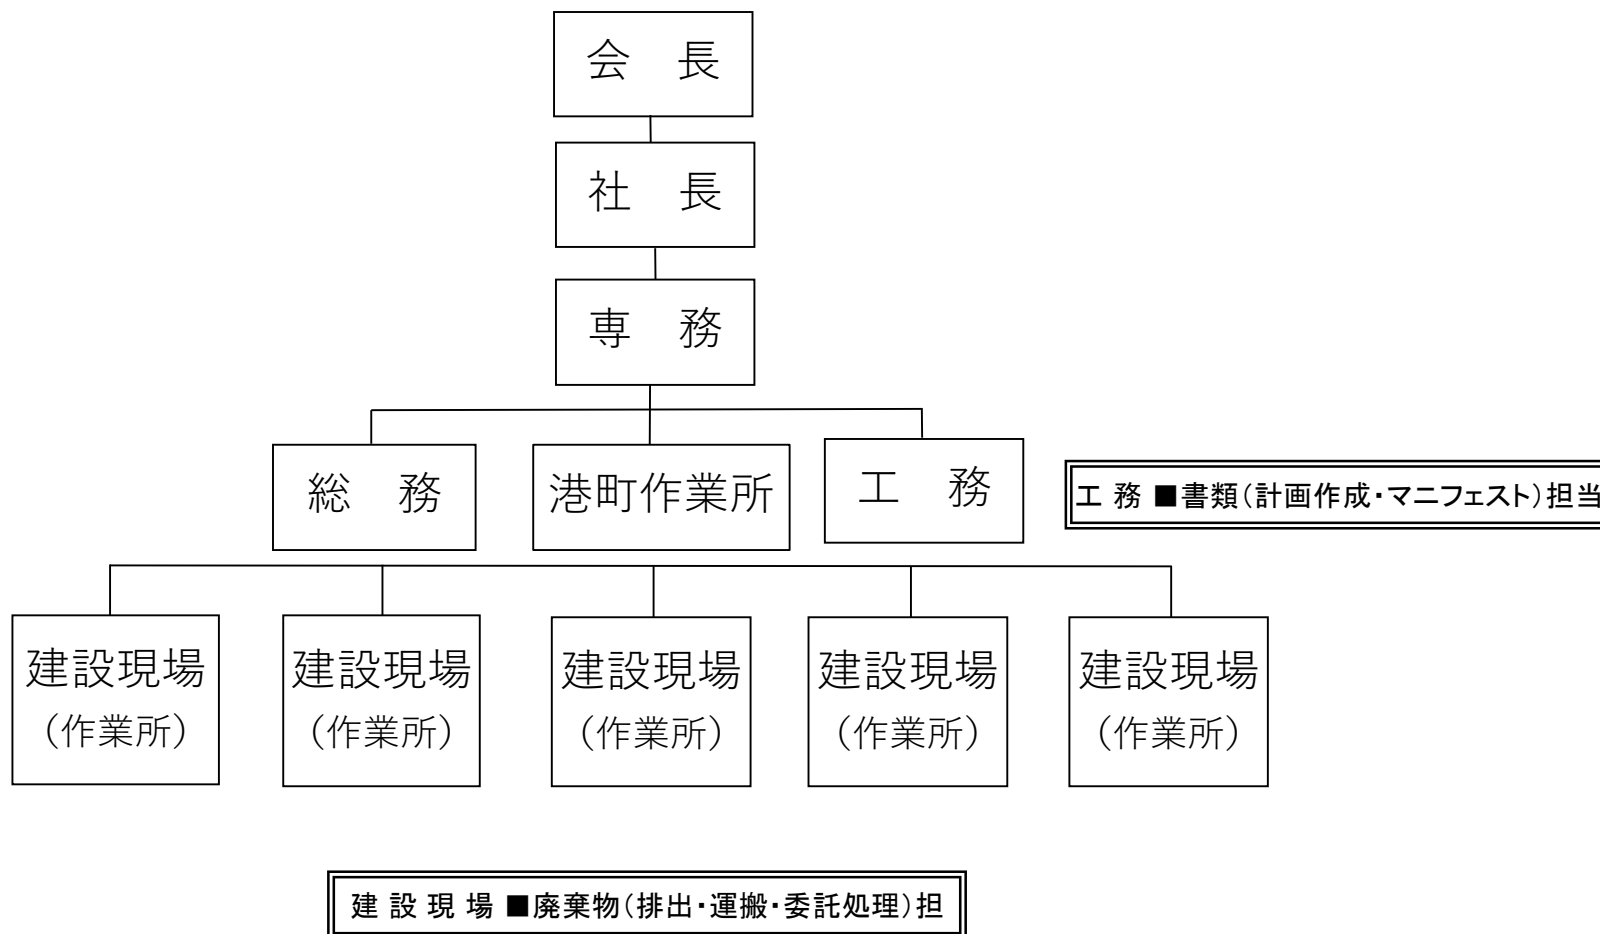 会　長
社　長
専　務
総　務
港町作業所
工　務
工 務 ■書類（計画作成・マニフェスト）担当
建設現場
（作業所）
建設現場
（作業所）
建設現場
（作業所）
建設現場
（作業所）
建設現場
（作業所）
建 設 現 場 ■廃棄物（排出・運搬・委託処理）担